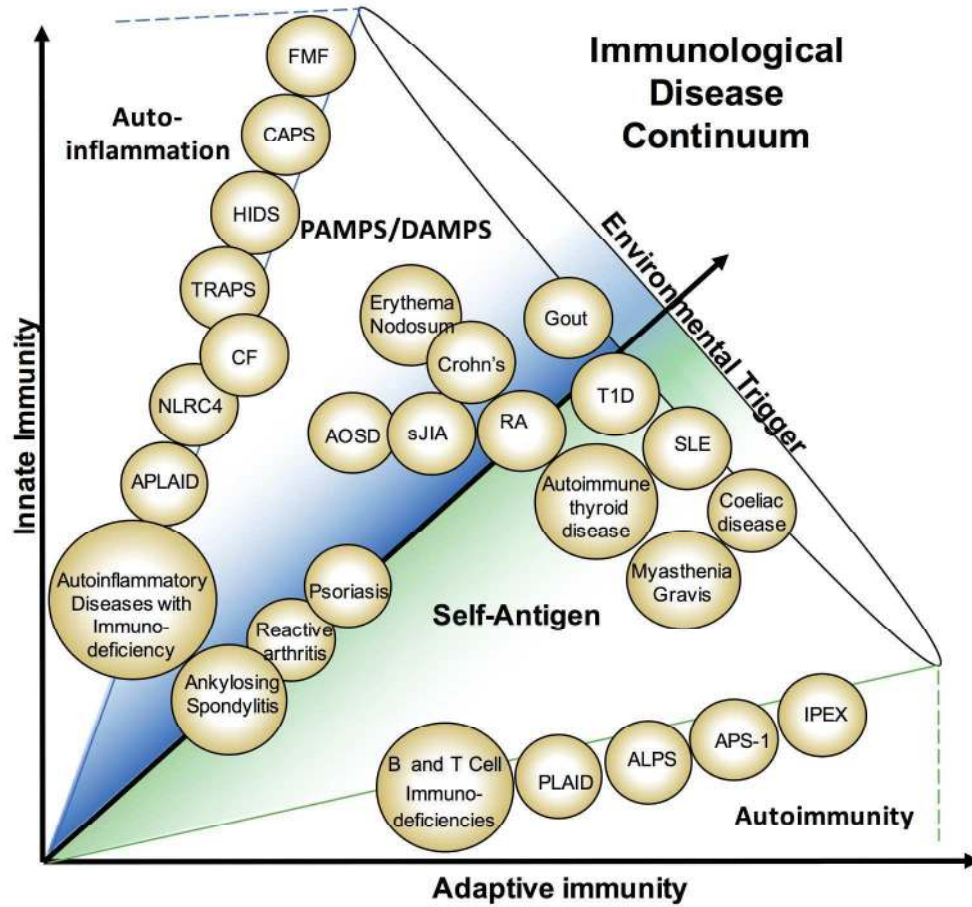 Immunological
Disease
Continuum
FMF
Auto-
inflammation
CAPS
HIDS
PAMPS/DAMPS
Environmental Trigger
TRAPS
Erythema
Nodosum
Gout
CF
Crohn's
T1D
NLRC4
AOSD
sJIA
RA
SLE
APLAID
Autoimmune
thyroid
disease
Coeliac
disease
Innate Immunity
Autoinflammatory
Diseases with
Immuno-
deficiency
Psoriasis
Myasthenia
Gravis
Self-Antigen
Reactive
arthritis
Ankylosing
Spondylitis
IPEX
APS-1
ALPS
B and T Cell
Immuno-
deficiencies
PLAID
Autoimmunity
Adaptive immunity